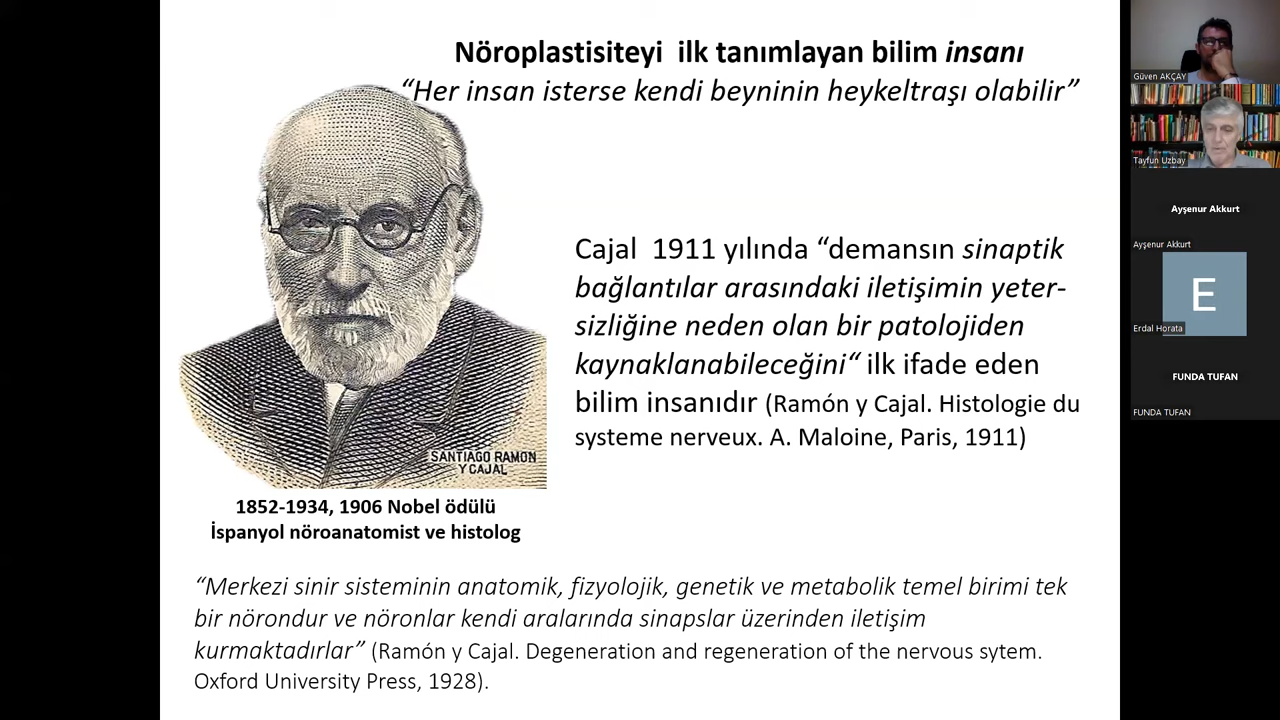 Nöroplastisiteyi ilk tanımlayan bilim insanı
“Her insan isterse kendi beyninin heykeltraşı olabilir”
Cajal 1911 yılında “demansın sinaptik
bağlantılar arasındaki iletişimin yeter-
sizliğine neden olan bir patolojiden
kaynaklanabileceğini“ ilk ifade eden
bilim insanıdır (Ramón y Cajal. Histologie du
systeme nerveux. A. Maloine, Paris, 1911)
SANTIAGO RAMON
Y CAJAL
1852-1934, 1906 Nobel ödülü
İspanyol nöroanatomist ve histolog
“Merkezi sinir sisteminin anatomik, fizyolojik, genetik ve metabolik temel birimi tek
bir nörondur ve nöronlar kendi aralarında sinapslar üzerinden iletişim
kurmaktadırlar” (Ramón y Cajal. Degeneration and regeneration of the nervous sytem.
Oxford University Press, 1928).
Güven AKÇAY
Tayfun Uzbay
Ayşenur Akkurt
Ayşenur Akkurt
E
Erdal Horata
FUNDA TUFAN
FUNDA TUFAN